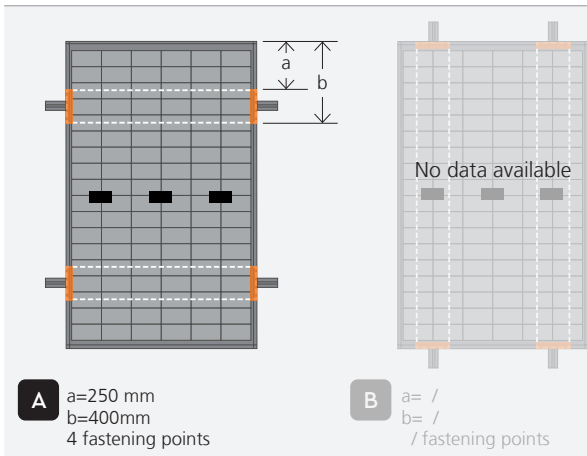 a
b
No data available
A
a=250 mm
b=400mm
4 fastening points
B
a= /
b= /
/ fastening points